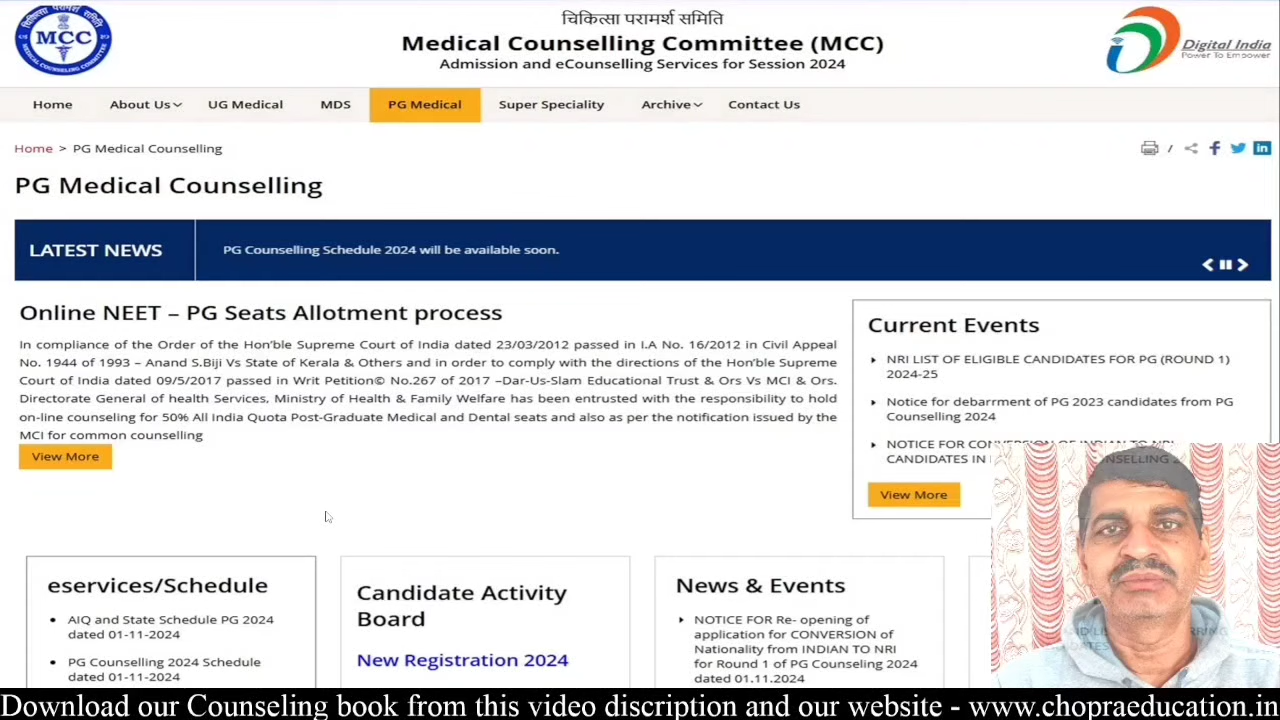 चिकित्सा परामर्श समिति
MCC
MEDICAL COUNSELLING COMMITTEE
Medical Counselling Committee (MCC)
Admission and eCounselling Services for Session 2024
Digital India
Power To Empower
Home About Us UG Medical MDS PG Medical Super Speciality Archive Contact Us
Home > PG Medical Counselling
/
PG Medical Counselling
LATEST NEWS
PG Counselling Schedule 2024 will be available soon.
Online NEET – PG Seats Allotment process
In compliance of the Order of the Hon’ble Supreme Court of India dated 23/03/2012 passed in I.A No. 16/2012 in Civil Appeal
No. 1944 of 1993 – Anand S.Biji Vs State of Kerala & Others and in order to comply with the directions of the Hon’ble Supreme
Court of India dated 09/5/2017 passed in Writ Petition© No.267 of 2017 –Dar-Us-Slam Educational Trust & Ors Vs MCI & Ors.
Directorate General of health Services, Ministry of Health & Family Welfare has been entrusted with the responsibility to hold
on-line counseling for 50% All India Quota Post-Graduate Medical and Dental seats and also as per the notification issued by the
MCI for common counselling
View More
Current Events
NRI LIST OF ELIGIBLE CANDIDATES FOR PG (ROUND 1)
2024-25
Notice for debarrment of PG 2023 candidates from PG
Counselling 2024
NOTICE FOR CONVERSION OF INDIAN TO NRI
CANDIDATES IN COUNSELLING
View More
eservices/Schedule
AIQ and State Schedule PG 2024
dated 01-11-2024
PG Counselling 2024 Schedule
dated 01-11-2024
Candidate Activity
Board
New Registration 2024
News & Events
NOTICE FOR Re- opening of
application for CONVERSION of
Nationality from INDIAN TO NRI
for Round 1 of PG Counseling 2024
dated 01.11.2024
Download our Counseling book from this video discription and our website - www.chopraeducation.in